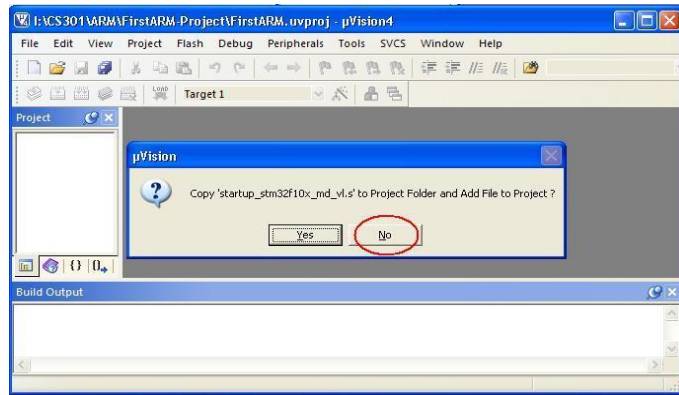 I:\CS301\ARM\FirstARM-Project\FirstARM.uvproj - µVision4
File Edit View Project Flash Debug Peripherals Tools SVCS Window Help
LOAD Target 1
Project
µVision
Copy 'startup_stm32f10x_md_vl.s' to Project Folder and Add File to Project ?
Yes No
Build Output